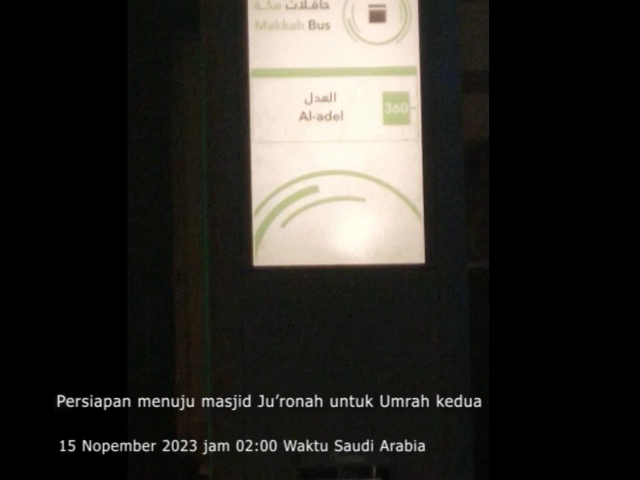 حافلات مكة
Makkah Bus
العدل
Al-adel
360
Persiapan menuju masjid Ju'ronah untuk Umrah kedua
15 Nopember 2023 jam 02:00 Waktu Saudi Arabia